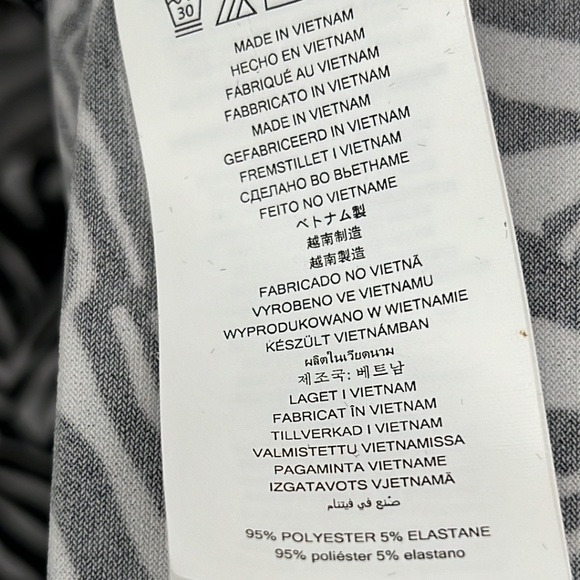 30
MADE IN VIETNAM
HECHO EN VIETNAM
FABRIQUÉ AU VIETNAM
FABBRICATO IN VIETNAM
MADE IN VIETNAM
GEFABRICEERD IN VIETNAM
FREMSTILLET I VIETNAM
СДЕЛАНО ВО ВЬЕТНАМЕ
FEITO NO VIETNAME
ベトナム製
越南制造
越南製造
FABRICADO NO VIETNÃ
VYROBENO VE VIETNAMU
WYPRODUKOWANO W WIETNAMIE
KÉSZÜLT VIETNÁMBAN
ผลิตในเวียดนาม
제조국: 베트남
LAGET I VIETNAM
FABRICAT ÎN VIETNAM
TILLVERKAD I VIETNAM
VALMISTETTU VIETNAMISSA
PAGAMINTA VIETNAME
IZGATAVOTS VJETNAMĀ
صُنع في فيتنام
95% POLYESTER 5% ELASTANE
95% poliéster 5% elastano